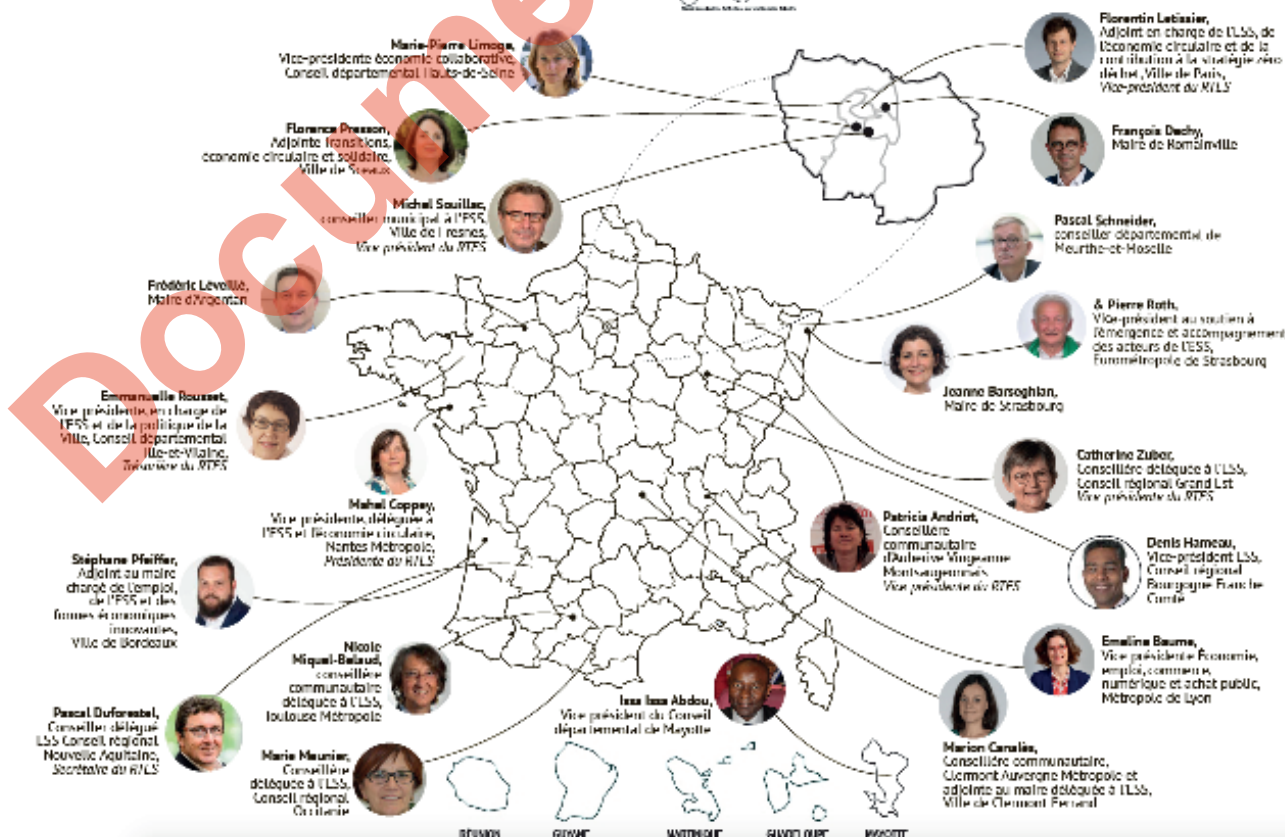 Docume
Marie-Pierre Limoge,
Vice-présidente économie collaborative,
Conseil départemental Hauts-de-Seine
Florentin Letissier,
Adjoint en charge de l'ESS, de
l'économie circulaire et de la
contribution à la stratégie zéro
déchet, Ville de Paris,
Vice-président du RTES
Florence Presson,
Adjointe Transitions,
économie circulaire et solidaire,
Ville de Sceaux
François Dechy,
Maire de Romainville
Michel Souillac,
conseiller municipal à l'ESS,
Ville de Fresnes,
Vice président du RTES
Pascal Schneider,
conseiller départemental de
Meurthe-et-Moselle
Frédéric Léveillé,
Maire d'Argentan
& Pierre Roth,
Vice-président au soutien à
l'émergence et accompagnement
des acteurs de l'ESS,
Eurométropole de Strasbourg
Jeanne Barseghian,
Maire de Strasbourg
Emmanuelle Rousset,
Vice présidente, en charge de
l'ESS et de la politique de la
Ville, Conseil départemental
Ille-et-Vilaine,
Trésorière du RTES
Mahel Coppey,
Vice présidente, déléguée à
l'ESS et l'économie circulaire,
Nantes Métropole,
Présidente du RTES
Catherine Zuber,
Conseillère déléguée à l'ESS,
Conseil régional Grand Est
Vice présidente du RTES
Patricia Andriot,
Conseillère
communautaire
d'Auberive Vingeanne
Montsaugeonnais
Vice présidente du RTES
Denis Hameau,
Vice-président ESS,
Conseil régional
Bourgogne Franche
Comté
Stéphane Pfeiffer,
Adjoint au maire
chargé de l'emploi,
de l'ESS et des
formes économiques
innovantes,
Ville de Bordeaux
Nicole
Miquel-Belaud,
conseillère
communautaire
déléguée à l'ESS,
Toulouse Métropole
Emeline Baume,
Vice présidente Économie,
emploi, commerce,
numérique et achat public,
Métropole de Lyon
Issa Issa Abdou,
Vice président du Conseil
départemental de Mayotte
Pascal Duforestel,
Conseiller délégué
ESS Conseil régional
Nouvelle Aquitaine,
Secrétaire du RTES
Marie Meunier,
Conseillère
déléguée à l'ESS,
Conseil régional
Occitanie
Marion Canalès,
Conseillère communautaire,
Clermont Auvergne Métropole et
adjointe au maire déléguée à l'ESS,
Ville de Clermont Ferrand
RÉUNION
GUYANE
MARTINIQUE
GUADELOUPE
MAYOTTE